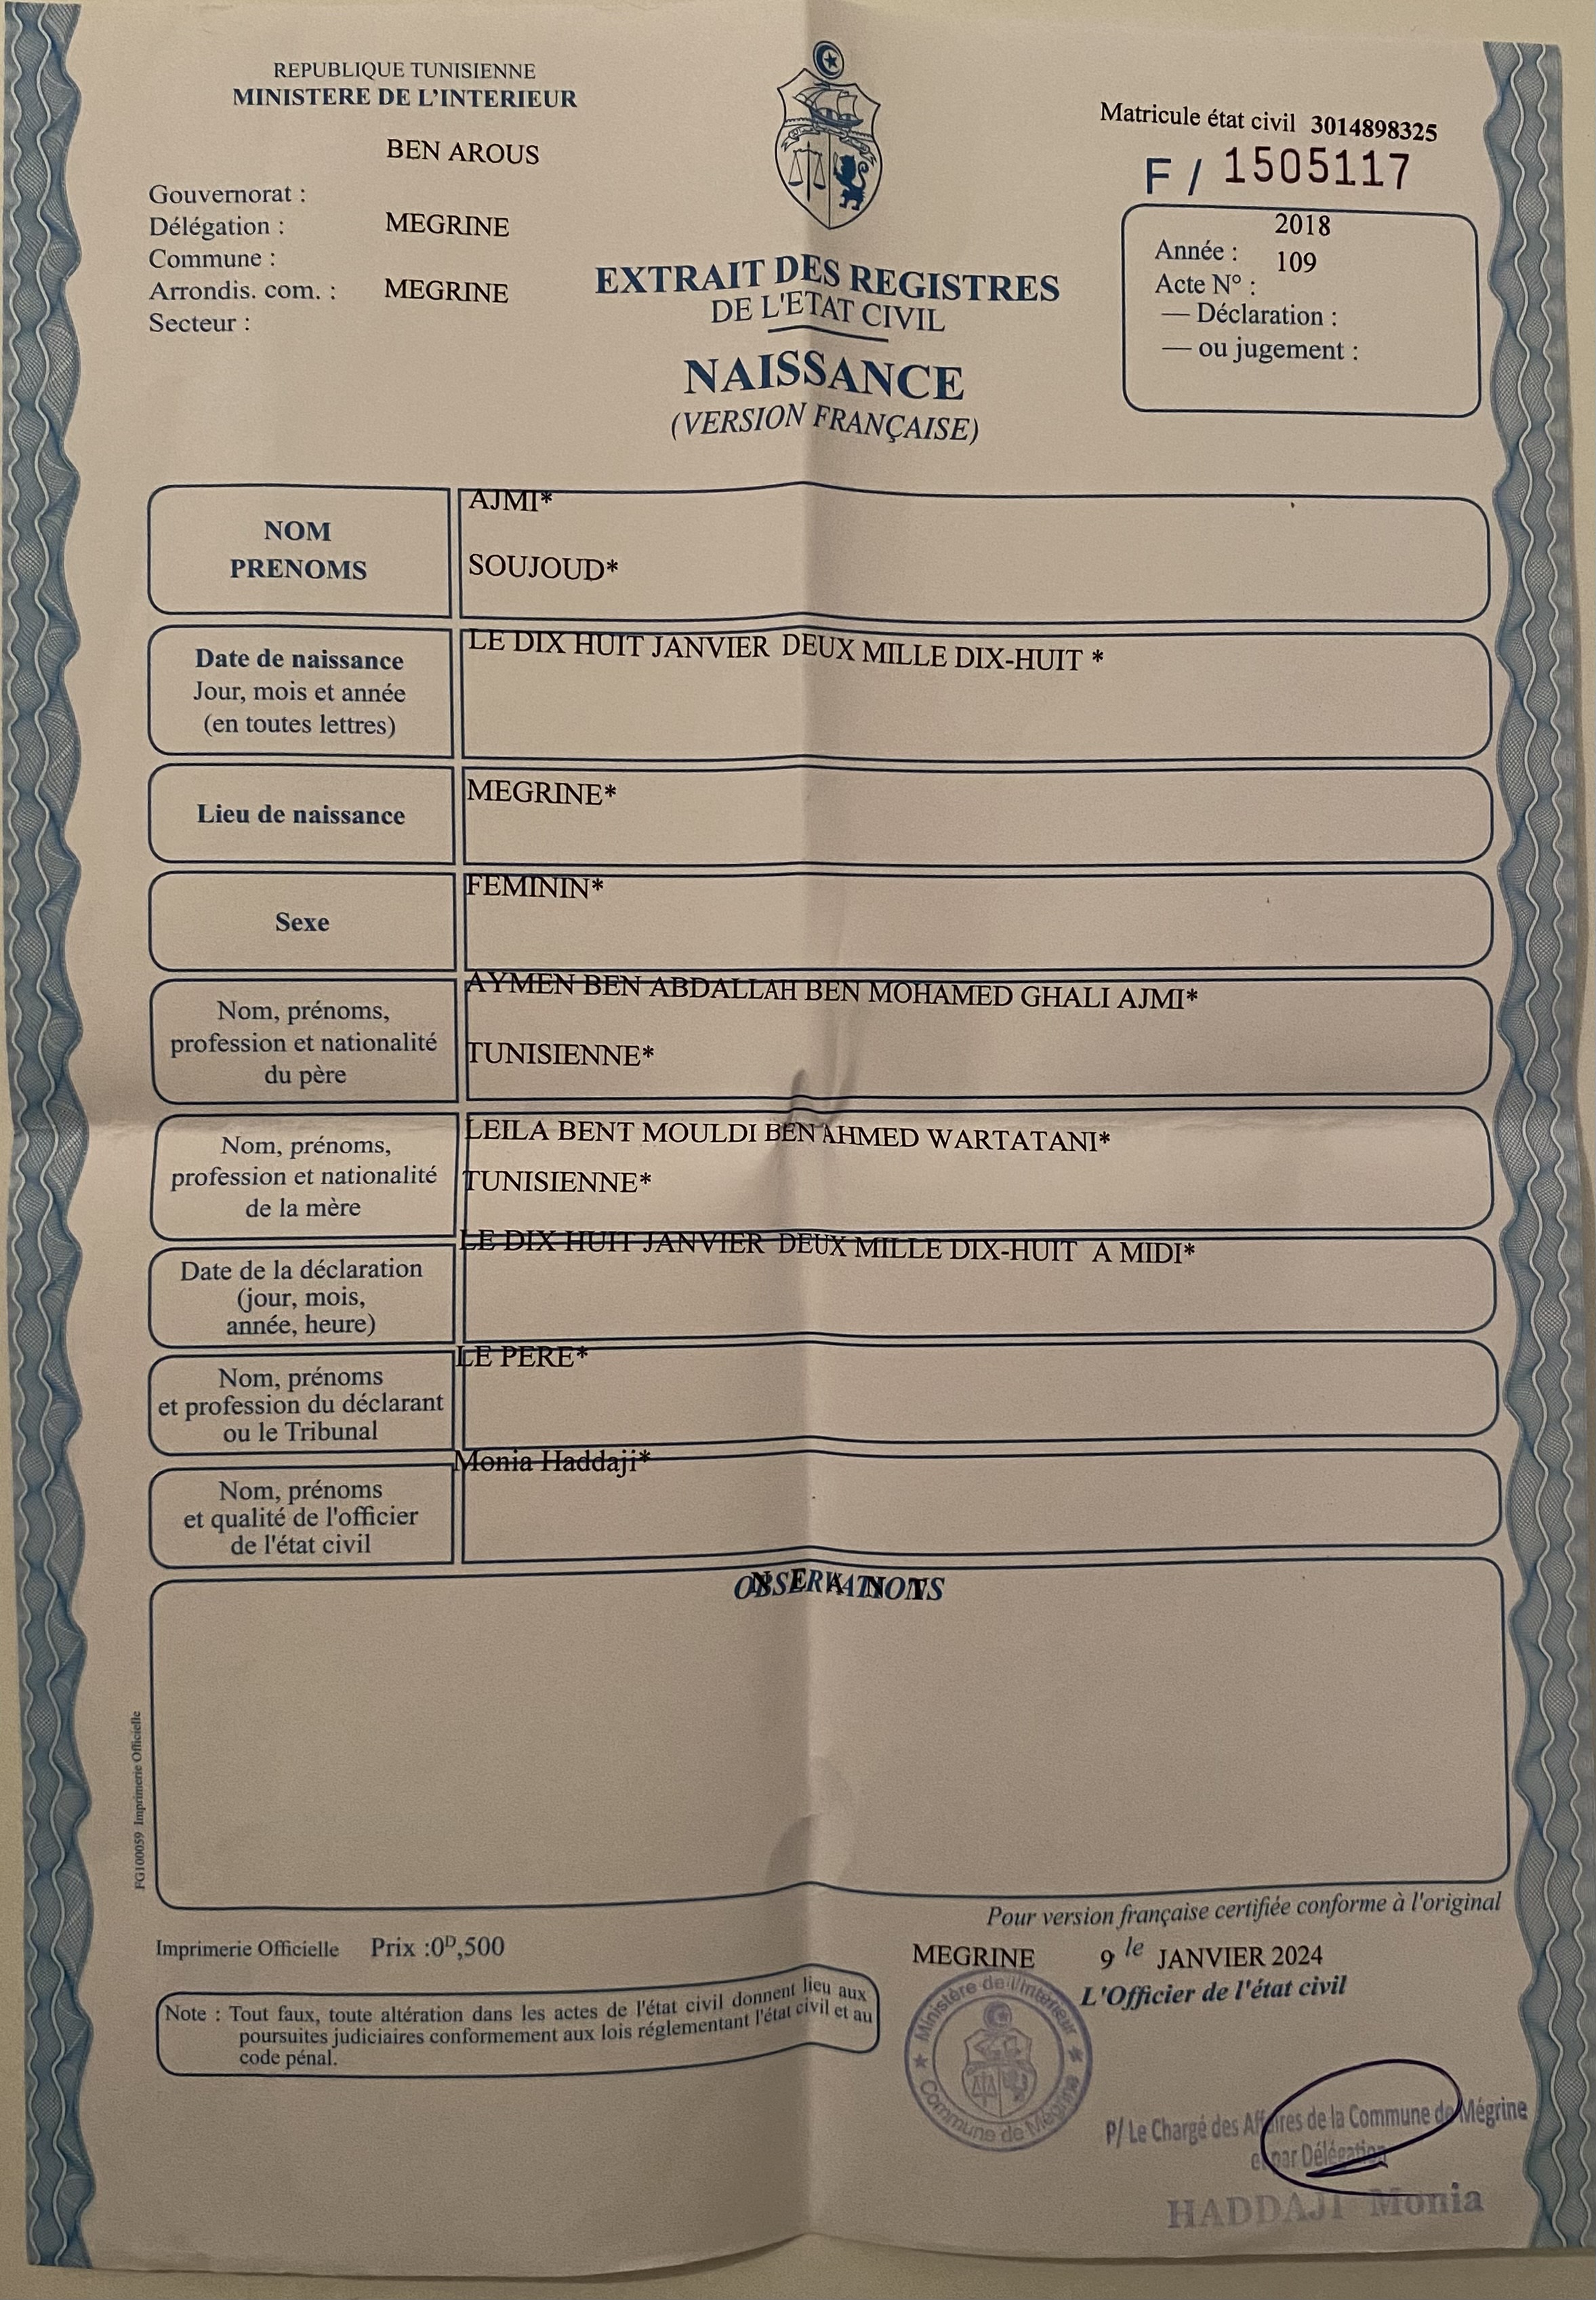 REPUBLIQUE TUNISIENNE
MINISTERE DE L'INTERIEUR
BEN AROUS
Gouvernorat :
Délégation : MEGRINE
Commune :
Arrondis. com. : MEGRINE
Secteur :
EXTRAIT DES REGISTRES
DE L'ETAT CIVIL
NAISSANCE
(VERSION FRANÇAISE)
Matricule état civil 3014898325
F / 1505117
2018
Année :
109
Acte N° :
— Déclaration :
— ou jugement :
NOM
PRENOMS
AJMI*
SOUJOUD*
Date de naissance
Jour, mois et année
(en toutes lettres)
LE DIX HUIT JANVIER DEUX MILLE DIX-HUIT *
Lieu de naissance
MEGRINE*
Sexe
FEMININ*
Nom, prénoms,
profession et nationalité
du père
AYMEN BEN ABDALLAH BEN MOHAMED GHALI AJMI*
TUNISIENNE*
Nom, prénoms,
profession et nationalité
de la mère
LEILA BENT MOULDI BEN AHMED WARTATANI*
TUNISIENNE*
Date de la déclaration
(jour, mois,
année, heure)
LE DIX HUIT JANVIER DEUX MILLE DIX-HUIT A MIDI*
Nom, prénoms
et profession du déclarant
ou le Tribunal
LE PERE*
Nom, prénoms
et qualité de l'officier
de l'état civil
Monia Haddaji*
OBSERVATIONS
N E A N T
FG100059 Imprimerie Officielle
Pour version française certifiée conforme à l'original
Imprimerie Officielle Prix :0ᴰ,500
MEGRINE 9 le JANVIER 2024
L'Officier de l'état civil
Note : Tout faux, toute altération dans les actes de l'état civil donnent lieu aux
poursuites judiciaires conformement aux lois réglementant l'état civil et au
code pénal.
Ministère de l'Intérieur
Commune de Mégrine
P/ Le Chargé des Affaires de la Commune de Mégrine
et par Délégation
HADDAJI Monia